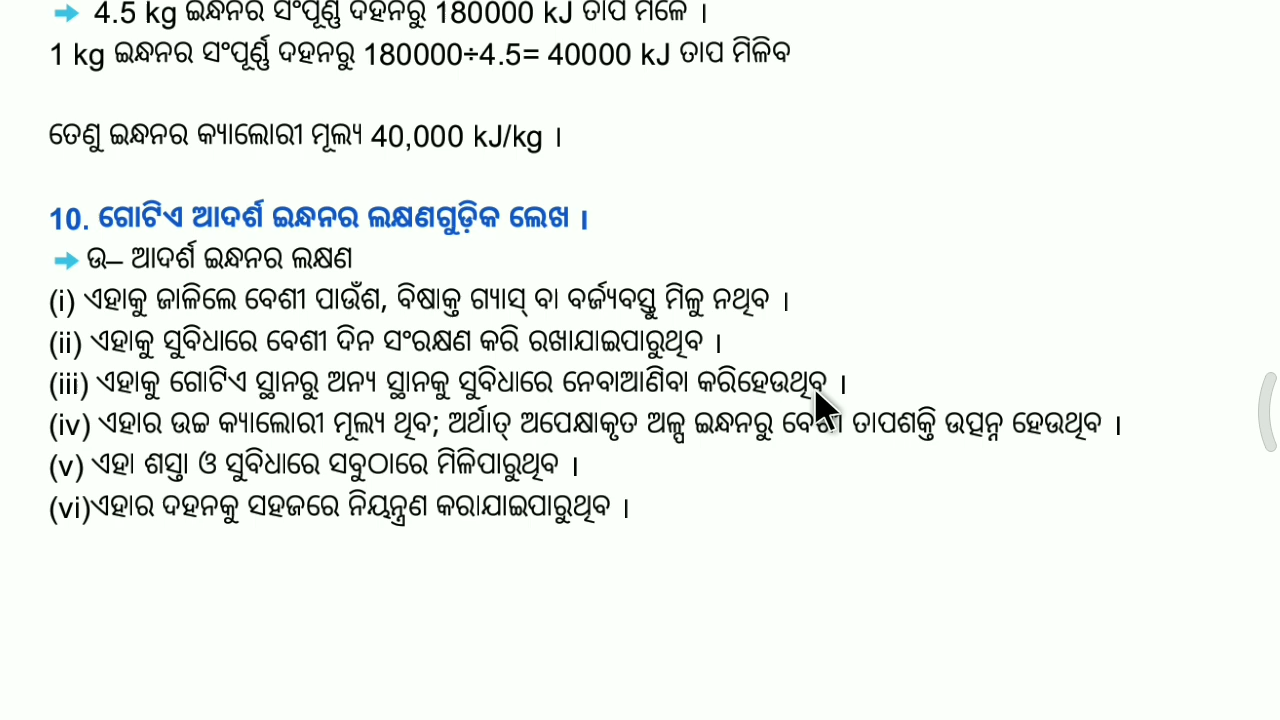 4.5 kg ଇନ୍ଧନର ସଂପୂର୍ଣ୍ଣ ଦହନରୁ 180000 kJ ତାପ ମିଳେ ।
1 kg ଇନ୍ଧନର ସଂପୂର୍ଣ୍ଣ ଦହନରୁ 180000÷4.5= 40000 kJ ତାପ ମିଳିବ
ତେଣୁ ଇନ୍ଧନର କ୍ୟାଲୋରୀ ମୂଲ୍ୟ 40,000 kJ/kg ।
10. ଗୋଟିଏ ଆଦର୍ଶ ଇନ୍ଧନର ଲକ୍ଷଣଗୁଡ଼ିକ ଲେଖ ।
ଉ– ଆଦର୍ଶ ଇନ୍ଧନର ଲକ୍ଷଣ
(i) ଏହାକୁ ଜାଳିଲେ ବେଶୀ ପାଉଁଶ, ବିଷାକ୍ତ ଗ୍ୟାସ୍ ବା ବର୍ଜ୍ୟବସ୍ତୁ ମିଳୁ ନଥିବ ।
(ii) ଏହାକୁ ସୁବିଧାରେ ବେଶୀ ଦିନ ସଂରକ୍ଷଣ କରି ରଖାଯାଇପାରୁଥିବ ।
(iii) ଏହାକୁ ଗୋଟିଏ ସ୍ଥାନରୁ ଅନ୍ୟ ସ୍ଥାନକୁ ସୁବିଧାରେ ନେବାଆଣିବା କରିହେଉଥିବ ।
(iv) ଏହାର ଉଚ୍ଚ କ୍ୟାଲୋରୀ ମୂଲ୍ୟ ଥିବ; ଅର୍ଥାତ୍ ଅପେକ୍ଷାକୃତ ଅଳ୍ପ ଇନ୍ଧନରୁ ବେଶୀ ତାପଶକ୍ତି ଉତ୍ପନ୍ନ ହେଉଥିବ ।
(v) ଏହା ଶସ୍ତା ଓ ସୁବିଧାରେ ସବୁଠାରେ ମିଳିପାରୁଥିବ ।
(vi)ଏହାର ଦହନକୁ ସହଜରେ ନିୟନ୍ତ୍ରଣ କରାଯାଇପାରୁଥିବ ।